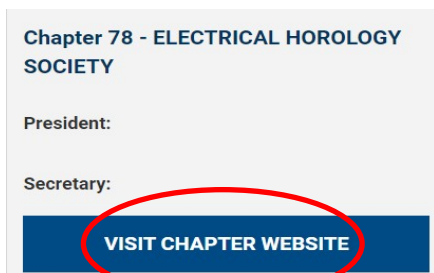 Chapter 78 - ELECTRICAL HOROLOGY
SOCIETY
President:
Secretary:
VISIT CHAPTER WEBSITE